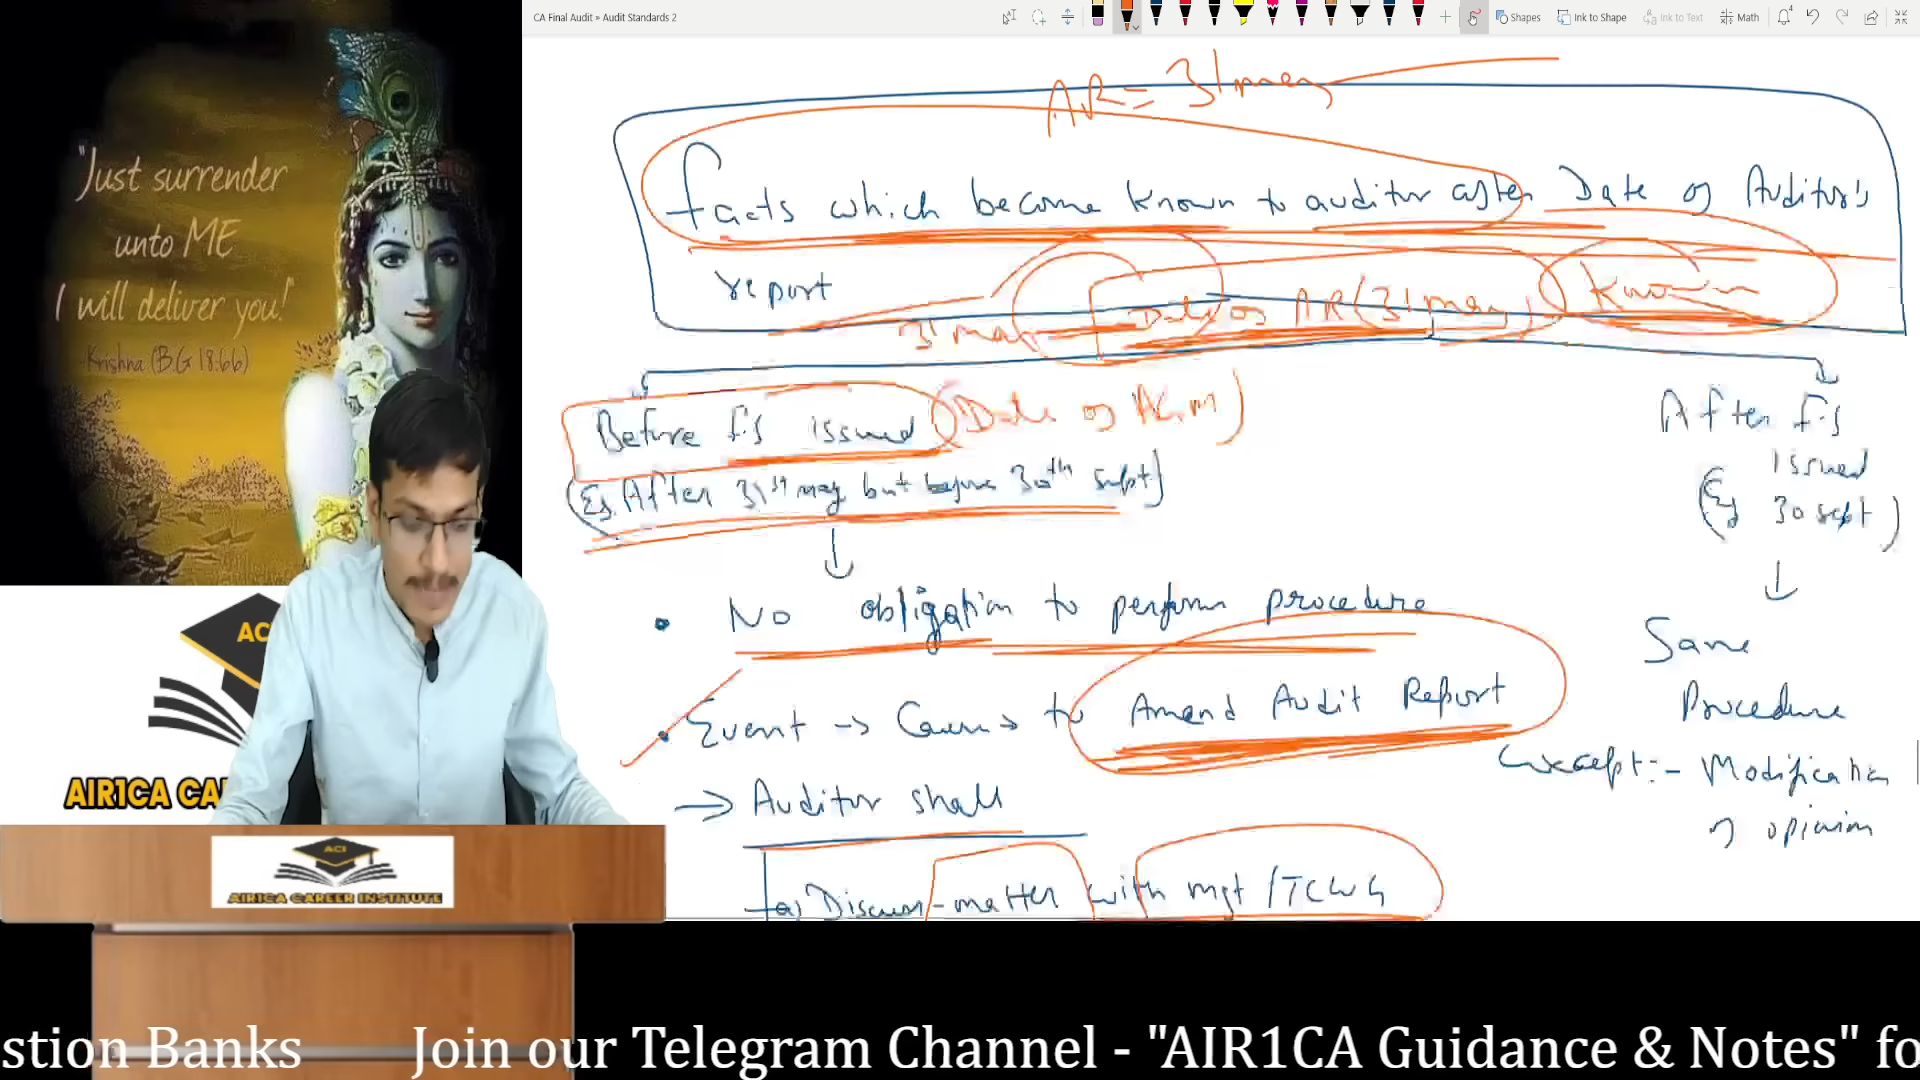 CA Final Audit » Audit Standards 2
Shapes
Ink to Shape
Ink to Text
Math
AR = 31 may
"Just surrender
unto ME
I will deliver you!"
-Krishna (B.G 18:66)
facts which become known to auditor after Date of Auditor's
report
31 may
Date of AR (31 may)
Known
Before F.S issued (Date of AGM)
(Eg. After 31st may but before 30th sept)
After F.S
issued
(Eg 30 sept)
• No obligation to perform procedure
• Event → Causes to Amend Audit Report
→ Auditor shall
(a) Discuss matter with mgt / TCWG
Same
Procedure
Except:- Modification
of opinion
ACI
AIR1CA CA
ACI
AIR1CA CAREER INSTITUTE
stion Banks Join our Telegram Channel - "AIR1CA Guidance & Notes" fo